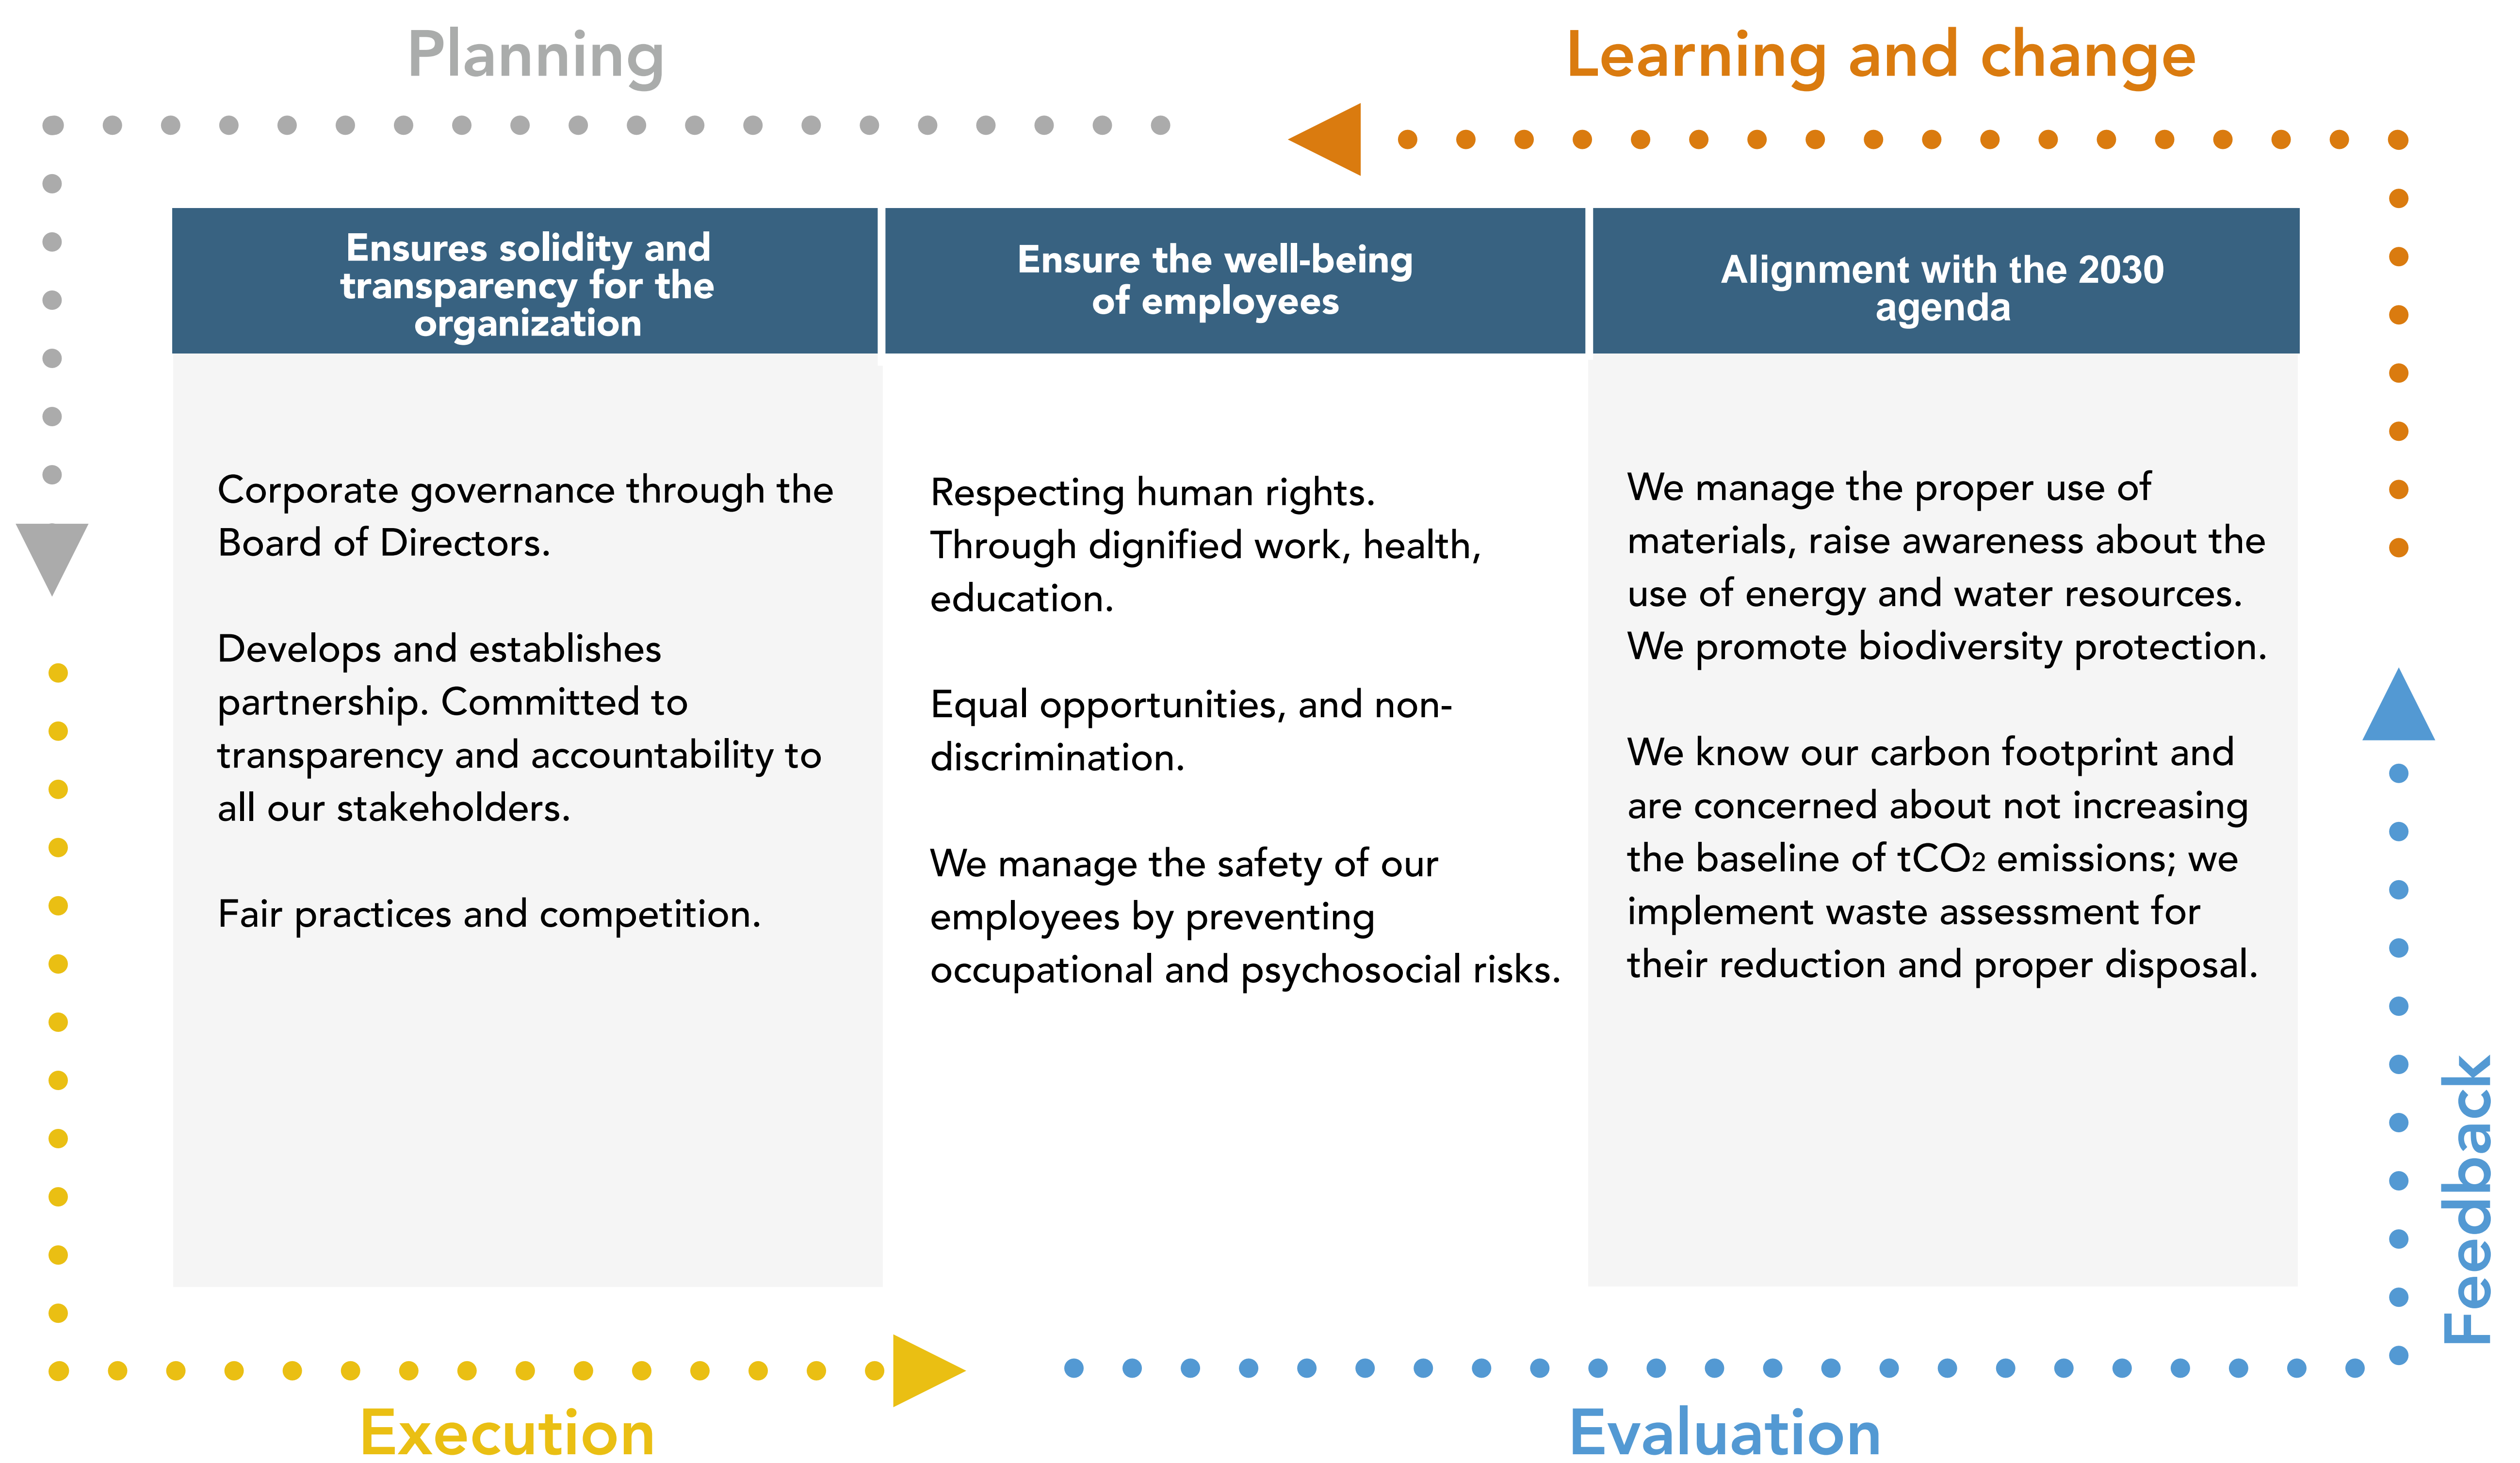 Planning
Learning and change
Ensures solidity and
transparency for the
organization
Ensure the well-being
of employees
Alignment with the 2030
agenda
Corporate governance through the
Board of Directors.
Develops and establishes
partnership. Committed to
transparency and accountability to
all our stakeholders.
Fair practices and competition.
Respecting human rights.
Through dignified work, health,
education.
Equal opportunities, and non-
discrimination.
We manage the safety of our
employees by preventing
occupational and psychosocial risks.
We manage the proper use of
materials, raise awareness about the
use of energy and water resources.
We promote biodiversity protection.
We know our carbon footprint and
are concerned about not increasing
the baseline of tCO₂ emissions; we
implement waste assessment for
their reduction and proper disposal.
Feedback
Execution
Evaluation